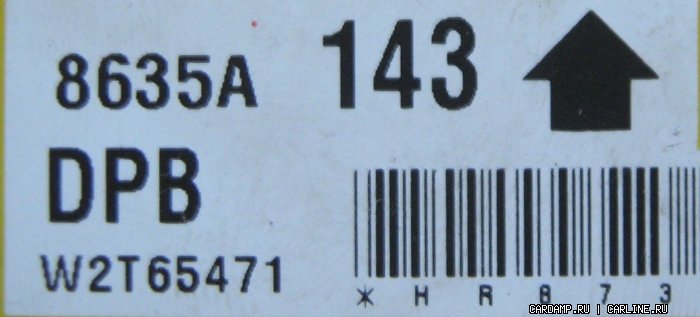 8635A 143
DPB
W2T65471
*HR873
CARDAMP.RU | CARLINE.RU